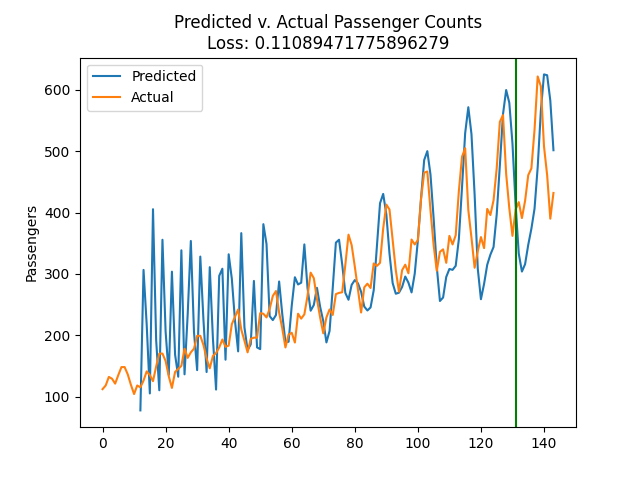 Predicted v. Actual Passenger Counts
Loss: 0.11089471775896279
Predicted
Actual
600
500
400
300
200
100
Passengers
0 20 40 60 80 100 120 140